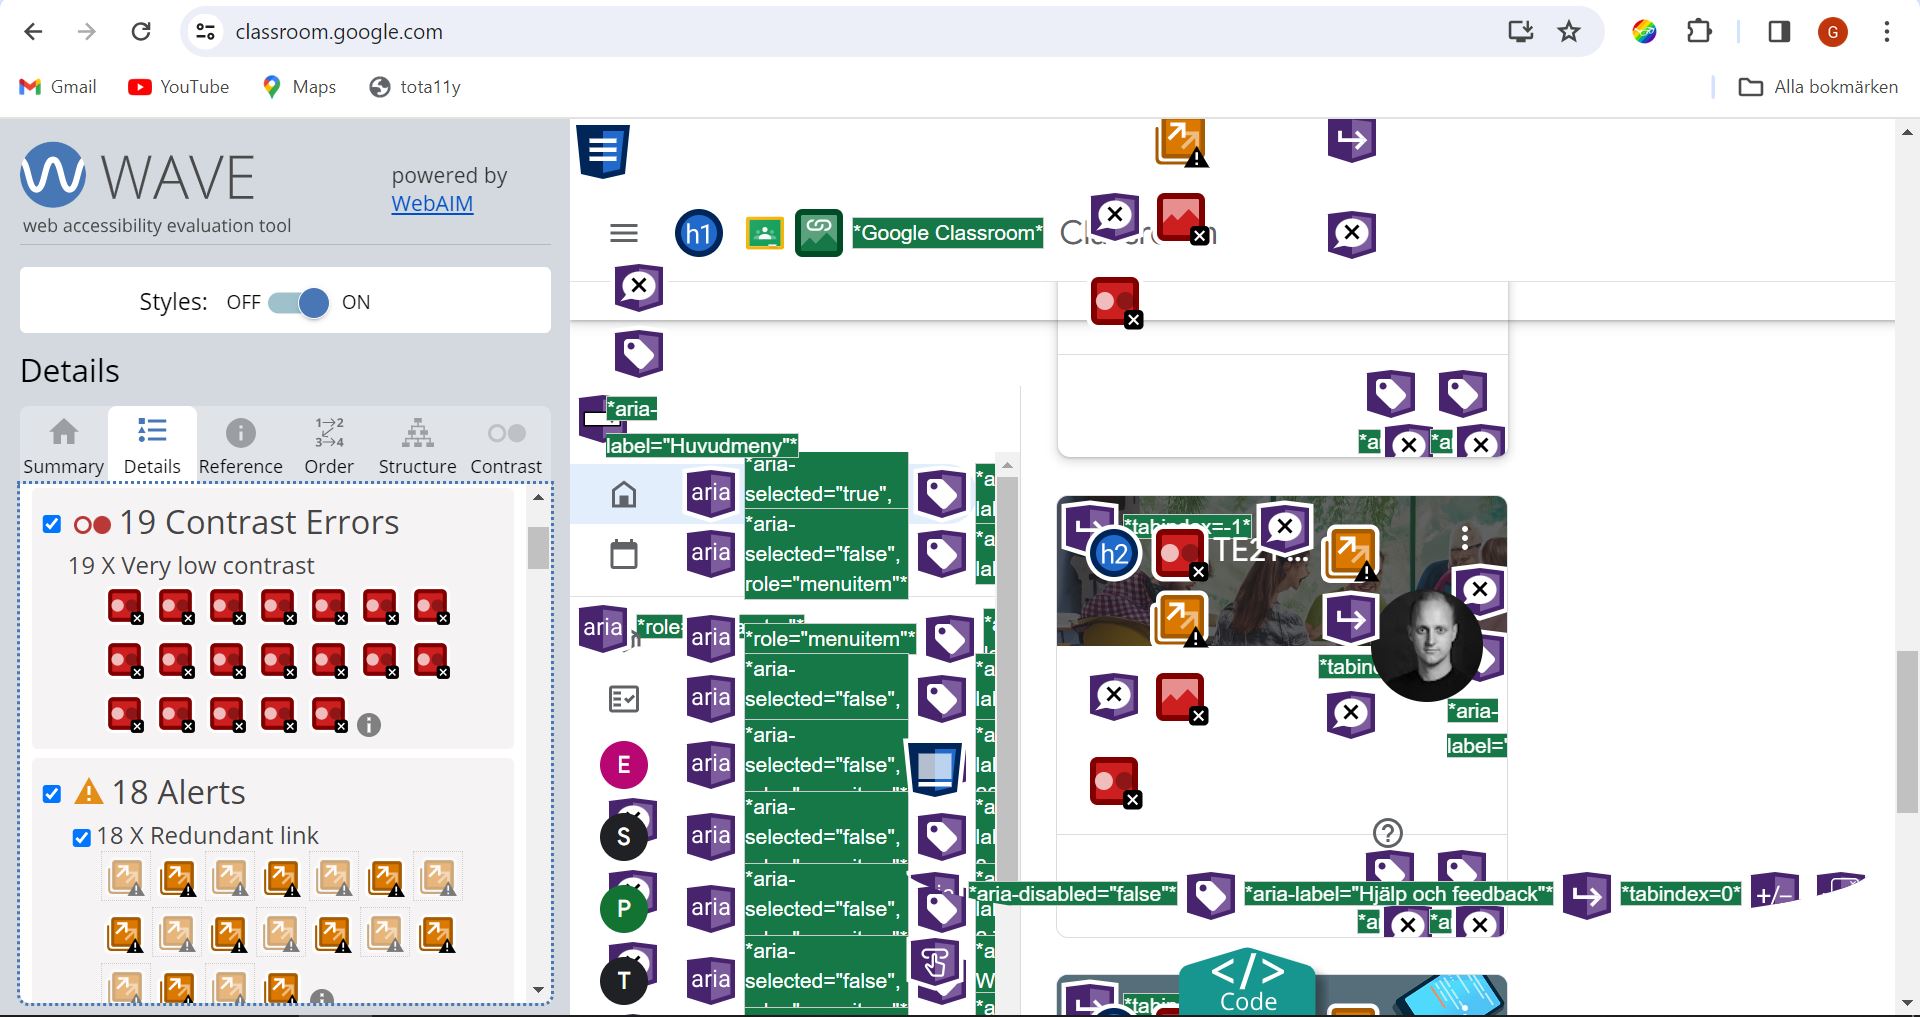 classroom.google.com
G
Gmail
YouTube
Maps
tota11y
Alla bokmärken
WAVE
web accessibility evaluation tool
powered by
WebAIM
Styles:
OFF
ON
Details
Summary
Details
Reference
Order
Structure
Contrast
19 Contrast Errors
19 X Very low contrast
18 Alerts
18 X Redundant link
h1
*Google Classroom*
*aria-
label="Huvudmeny"*
aria
*aria-
selected="true",
aria
*aria-
selected="false",
role="menuitem"*
aria
*role=
aria
*role="menuitem"*
aria
*aria-
selected="false",
E
aria
*aria-
selected="false",
S
aria
*aria-
selected="false",
P
aria
*aria-
selected="false",
T
aria
*aria-
selected="false",
*tabindex=-1*
h2
*aria-
label="
*aria-disabled="false"*
*aria-label="Hjälp och feedback"*
*tabindex=0*
+/−
</>
Code